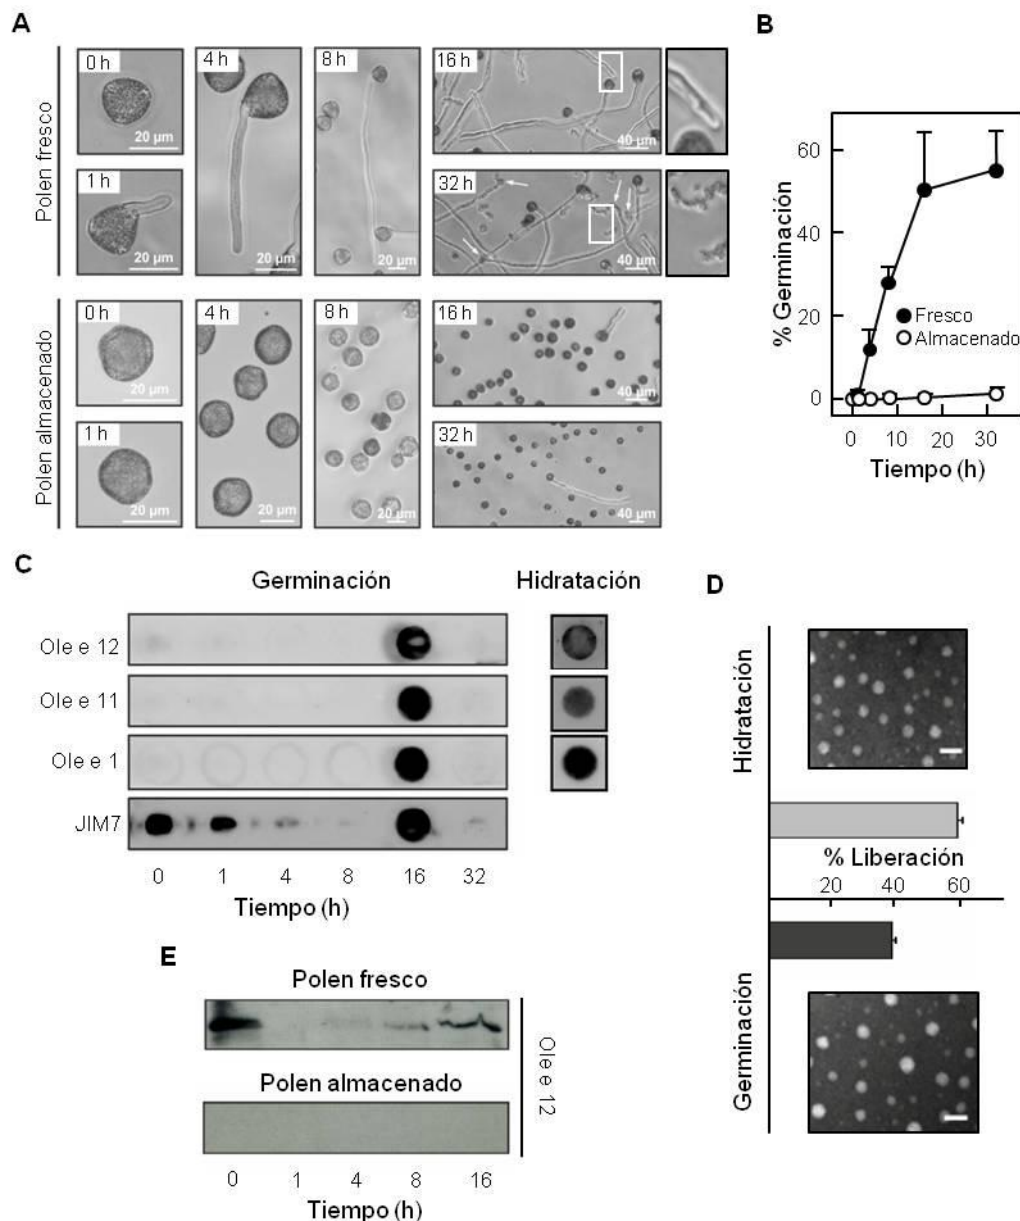 A
Polen fresco
0 h
20 µm
1 h
20 µm
4 h
20 µm
8 h
20 µm
16 h
40 µm
32 h
40 µm
Polen almacenado
0 h
20 µm
1 h
20 µm
4 h
20 µm
8 h
20 µm
16 h
40 µm
32 h
40 µm
B
% Germinación
60
40
20
0
Fresco
Almacenado
0 10 20 30
Tiempo (h)
C
Germinación
Hidratación
Ole e 12
Ole e 11
Ole e 1
JIM7
0 1 4 8 16 32
Tiempo (h)
D
Hidratación
% Liberación
20 40 60
Germinación
E
Polen fresco
Polen almacenado
Ole e 12
0 1 4 8 16
Tiempo (h)